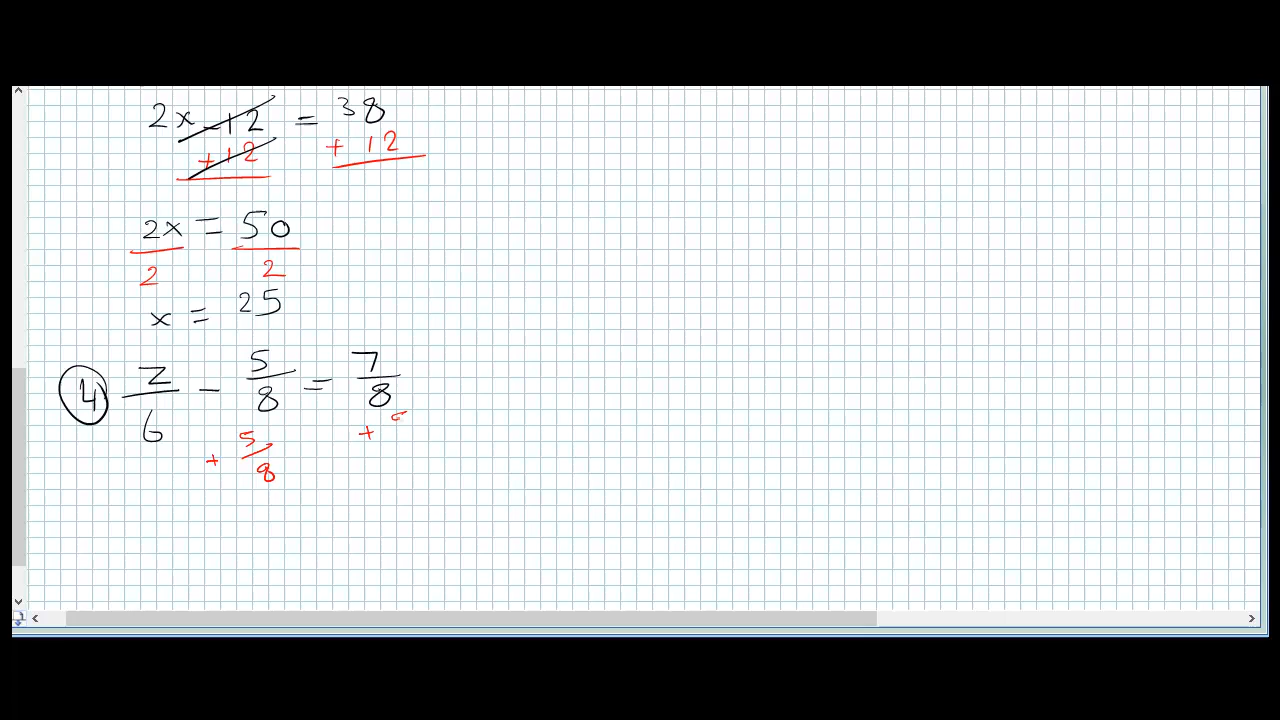 2x - 12 = 38
+ 12 + 12
2x = 50
2 2
x = 25
4 z/6 - 5/8 = 7/8
+ 5/8 +